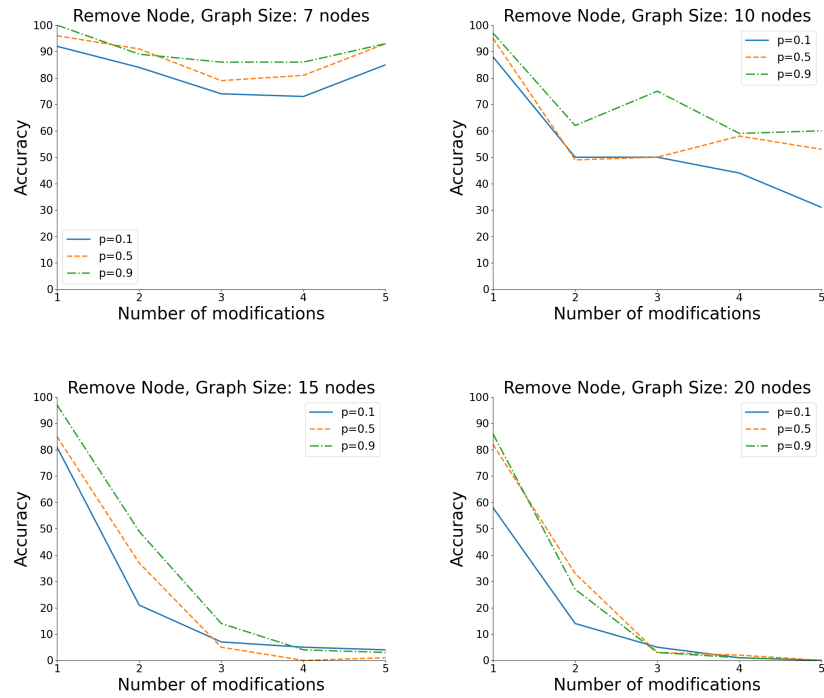 Remove Node, Graph Size: 7 nodes
100
90
80
70
60
50
40
30
20
10
0
Accuracy
p=0.1
p=0.5
p=0.9
1 2 3 4 5
Number of modifications
Remove Node, Graph Size: 10 nodes
100
90
80
70
60
50
40
30
20
10
0
Accuracy
p=0.1
p=0.5
p=0.9
1 2 3 4 5
Number of modifications
Remove Node, Graph Size: 15 nodes
100
90
80
70
60
50
40
30
20
10
0
Accuracy
p=0.1
p=0.5
p=0.9
1 2 3 4 5
Number of modifications
Remove Node, Graph Size: 20 nodes
100
90
80
70
60
50
40
30
20
10
0
Accuracy
p=0.1
p=0.5
p=0.9
1 2 3 4 5
Number of modifications